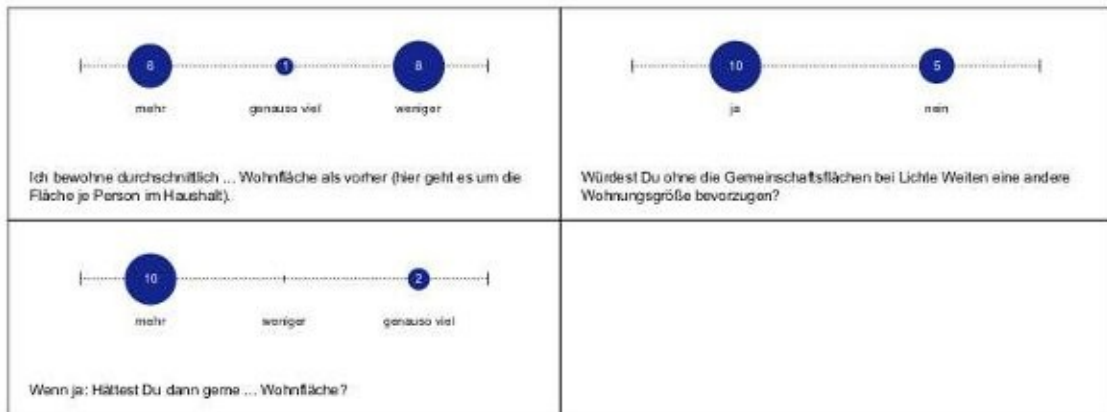 6
1
8
mehr
genauso viel
weniger
Ich bewohne durchschnittlich ... Wohnfläche als vorher (hier geht es um die
Fläche je Person im Haushalt).
10
5
ja
nein
Würdest Du ohne die Gemeinschaftsflächen bei Lichte Weiten eine andere
Wohnungsgröße bevorzugen?
10
2
mehr
weniger
genauso viel
Wenn ja: Hättest Du dann gerne ... Wohnfläche?